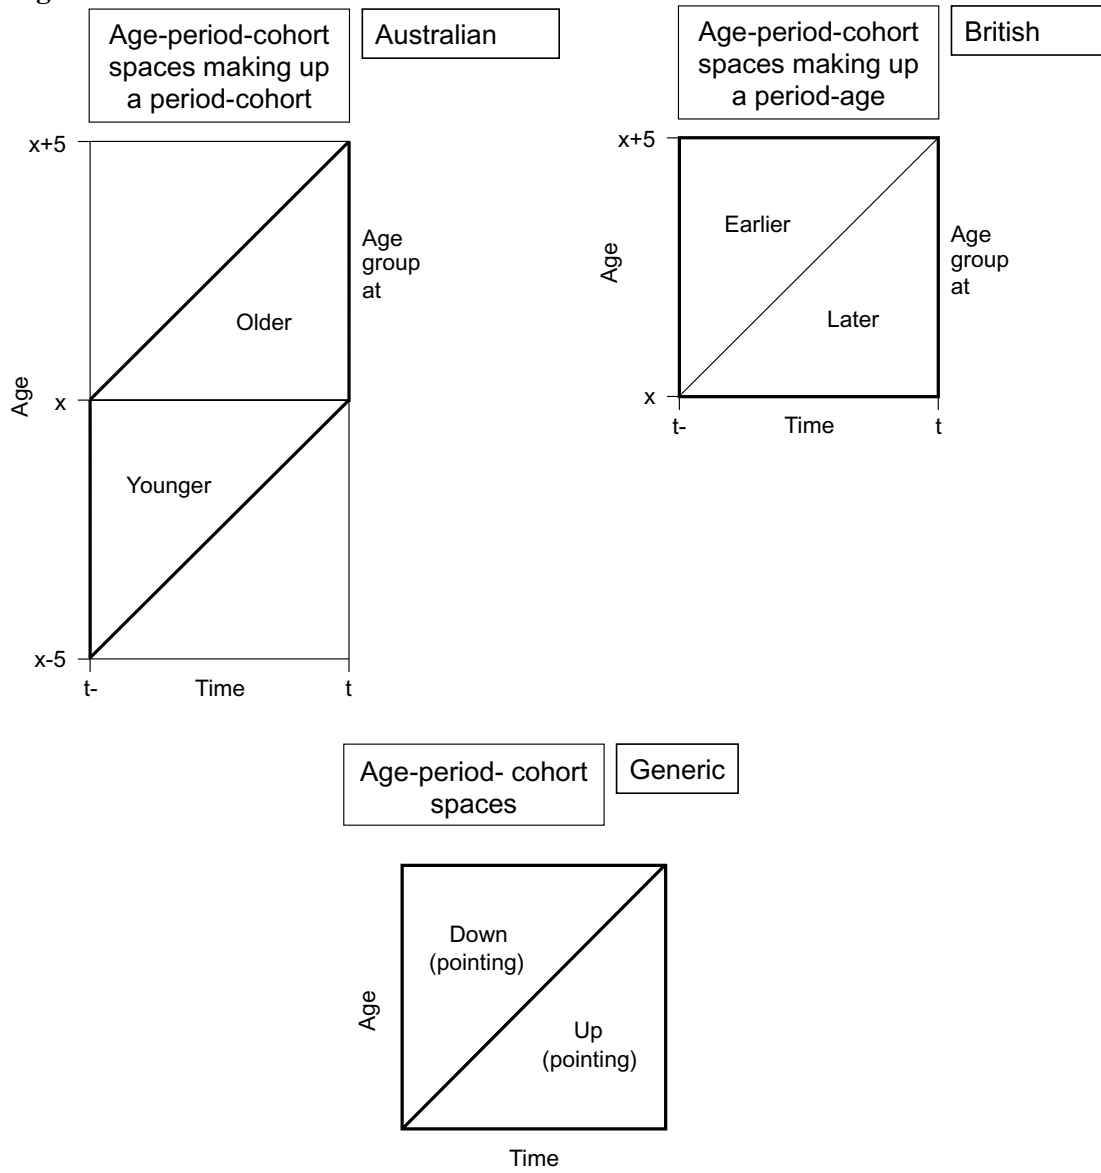 Age-period-cohort
spaces making up
a period-cohort
Australian
x+5
Age
group
at
Older
Age
x
Younger
x-5
t-
Time
t
Age-period-cohort
spaces making up
a period-age
British
x+5
Earlier
Age
Age
group
at
Later
x
t-
Time
t
Age-period- cohort
spaces
Generic
Down
(pointing)
Age
Up
(pointing)
Time